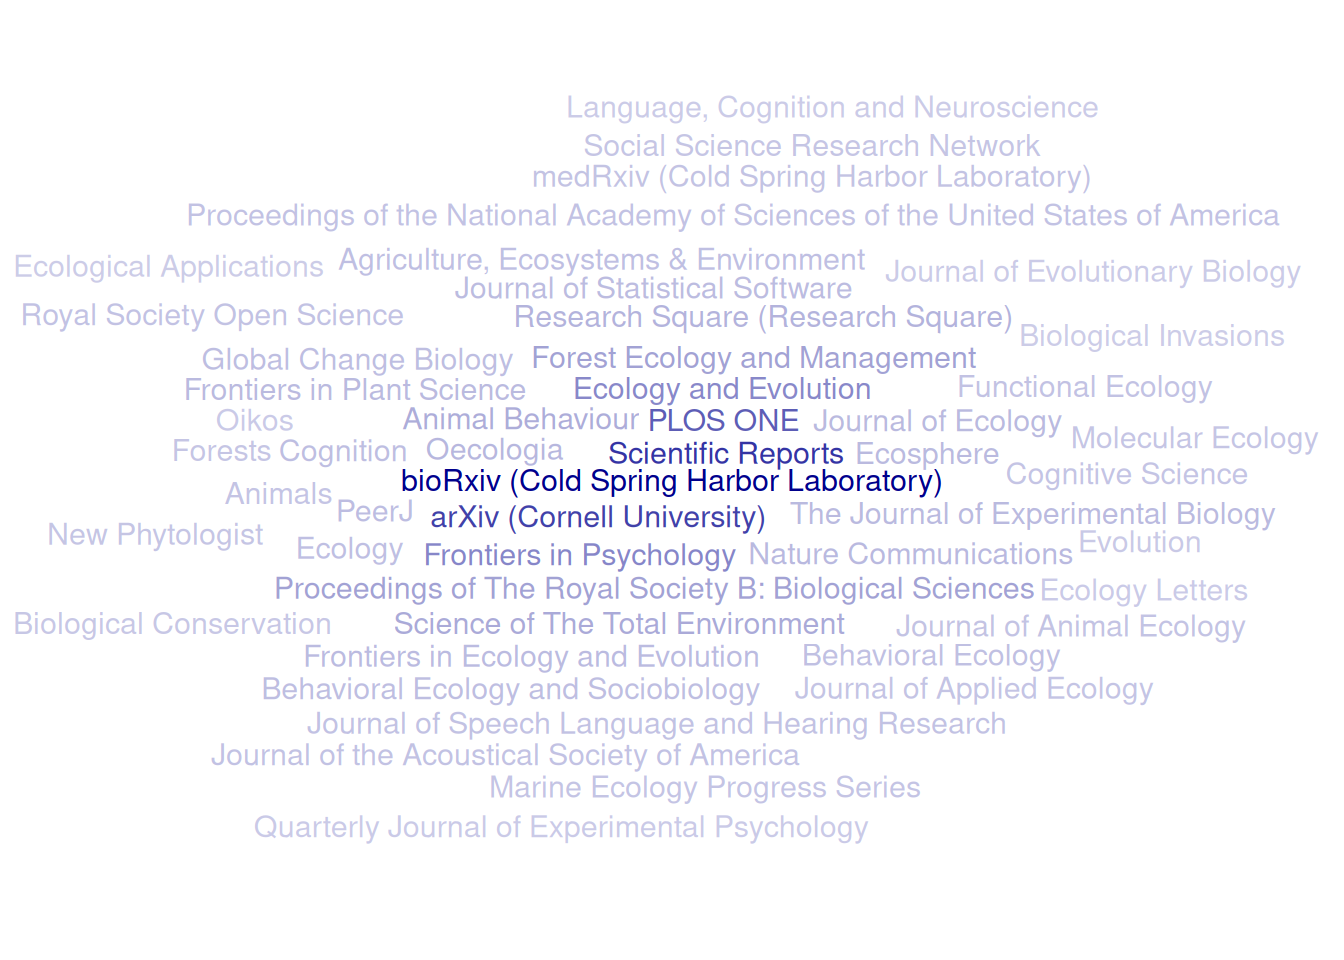 Language, Cognition and Neuroscience
Social Science Research Network
medRxiv (Cold Spring Harbor Laboratory)
Proceedings of the National Academy of Sciences of the United States of America
Ecological Applications
Agriculture, Ecosystems & Environment
Journal of Evolutionary Biology
Journal of Statistical Software
Royal Society Open Science
Research Square (Research Square)
Biological Invasions
Global Change Biology
Forest Ecology and Management
Frontiers in Plant Science
Ecology and Evolution
Functional Ecology
Oikos
Animal Behaviour
PLOS ONE
Journal of Ecology
Molecular Ecology
Forests
Cognition
Oecologia
Scientific Reports
Ecosphere
Cognitive Science
bioRxiv (Cold Spring Harbor Laboratory)
Animals
PeerJ
arXiv (Cornell University)
The Journal of Experimental Biology
New Phytologist
Ecology
Frontiers in Psychology
Nature Communications
Evolution
Proceedings of The Royal Society B: Biological Sciences
Ecology Letters
Biological Conservation
Science of The Total Environment
Journal of Animal Ecology
Frontiers in Ecology and Evolution
Behavioral Ecology
Behavioral Ecology and Sociobiology
Journal of Applied Ecology
Journal of Speech Language and Hearing Research
Journal of the Acoustical Society of America
Marine Ecology Progress Series
Quarterly Journal of Experimental Psychology